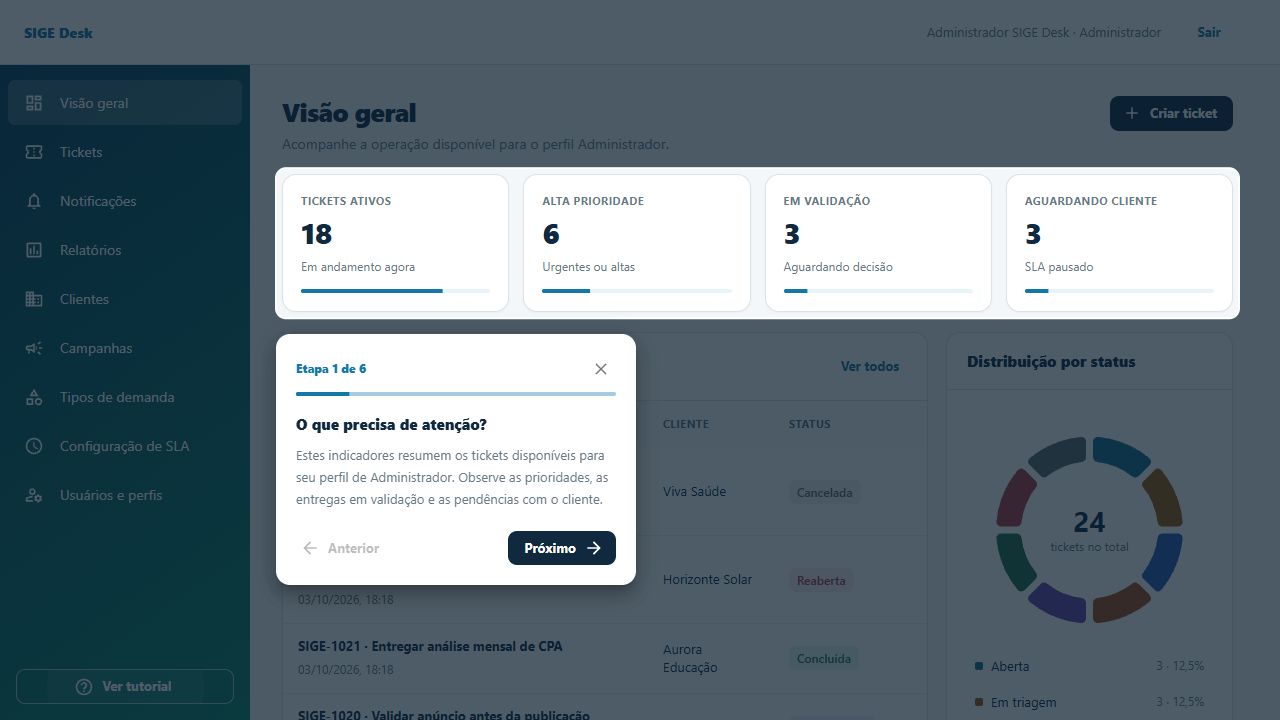 SIGE Desk
Administrador SIGE Desk · Administrador
Sair
Visão geral
Tickets
Notificações
Relatórios
Clientes
Campanhas
Tipos de demanda
Configuração de SLA
Usuários e perfis
Ver tutorial
Visão geral
Acompanhe a operação disponível para o perfil Administrador.
Criar ticket
TICKETS ATIVOS
18
Em andamento agora
ALTA PRIORIDADE
6
Urgentes ou altas
EM VALIDAÇÃO
3
Aguardando decisão
AGUARDANDO CLIENTE
3
SLA pausado
Etapa 1 de 6
O que precisa de atenção?
Estes indicadores resumem os tickets disponíveis para
seu perfil de Administrador. Observe as prioridades, as
entregas em validação e as pendências com o cliente.
Anterior
Próximo
Ver todos
CLIENTE
STATUS
Viva Saúde
Cancelada
Horizonte Solar
Reaberta
03/10/2026, 18:18
SIGE-1021 · Entregar análise mensal de CPA
03/10/2026, 18:18
Aurora
Educação
Concluída
SIGE-1020 · Validar anúncio antes da publicação
Distribuição por status
24
tickets no total
Aberta
3 · 12,5%
Em triagem
3 · 12,5%